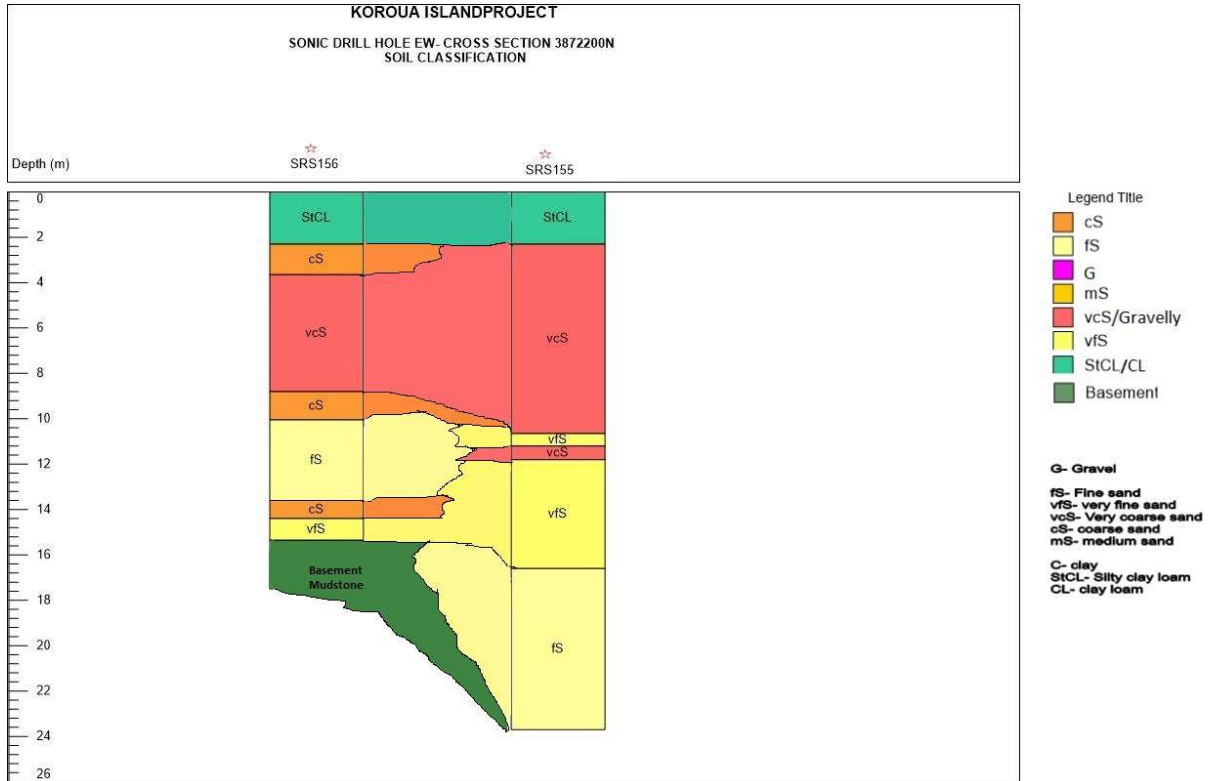 KOROUA ISLANDPROJECT
SONIC DRILL HOLE EW- CROSS SECTION 3872200N
SOIL CLASSIFICATION
Depth (m)
SRS156
SRS155
0
2
4
6
8
10
12
14
16
18
20
22
24
26
StCL
cS
vcS
cS
fS
cS
vfS
Basement
Mudstone
StCL
vcS
vfS
vcS
vfS
fS
Legend Title
cS
fS
G
mS
vcS/Gravelly
vfS
StCL/CL
Basement
G- Gravel
fS- Fine sand
vfS- very fine sand
vcS- Very coarse sand
cS- coarse sand
mS- medium sand
C- clay
StCL- Silty clay loam
CL- clay loam